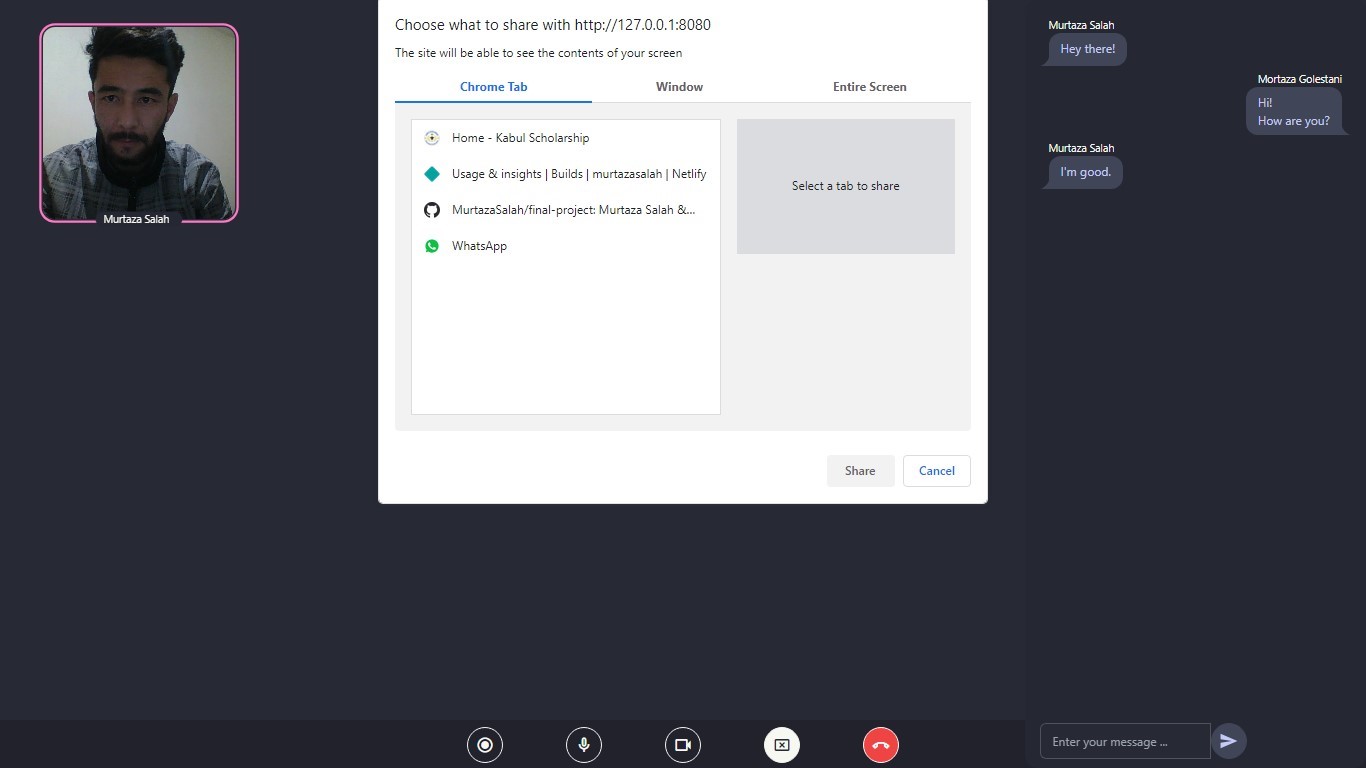 Murtaza Salah
Choose what to share with http://127.0.0.1:8080
The site will be able to see the contents of your screen
Chrome Tab
Window
Entire Screen
Home - Kabul Scholarship
Usage & insights | Builds | murtazasalah | Netlify
MurtazaSalah/final-project: Murtaza Salah &...
WhatsApp
Select a tab to share
Share
Cancel
Murtaza Salah
Hey there!
Mortaza Golestani
Hi!
How are you?
Murtaza Salah
I'm good.
Enter your message ...